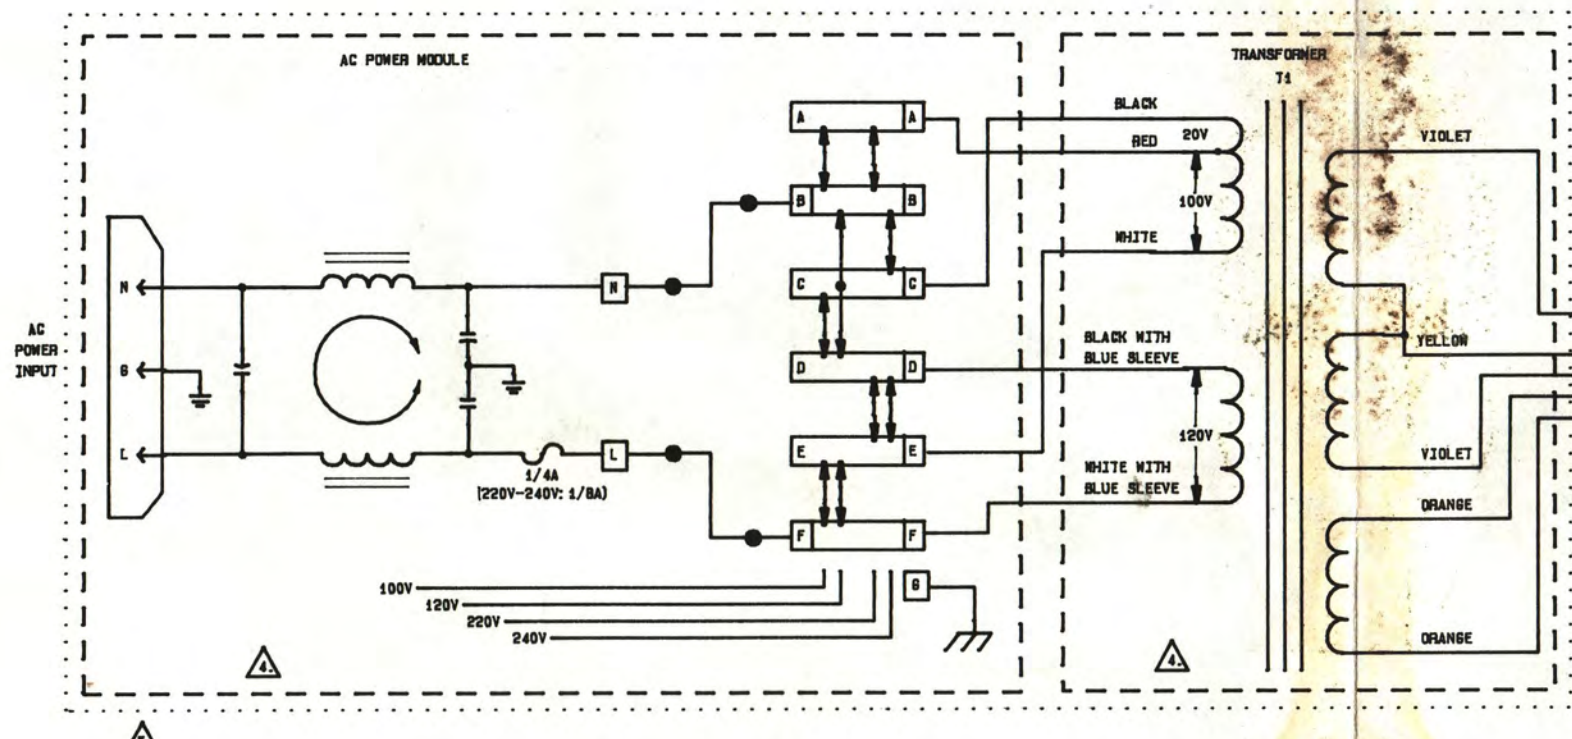 AC POWER MODULE
TRANSFORMER
T1
A A
BLACK
20V
RED
VIOLET
B B
100V
WHITE
C C
N
N
AC
POWER
INPUT
G
BLACK WITH
BLUE SLEEVE
YELLOW
D D
120V
E E
L
L
1/4A
(220V-240V: 1/8A)
WHITE WITH
BLUE SLEEVE
VIOLET
ORANGE
F F
G
100V
120V
220V
240V
ORANGE
4.
4.